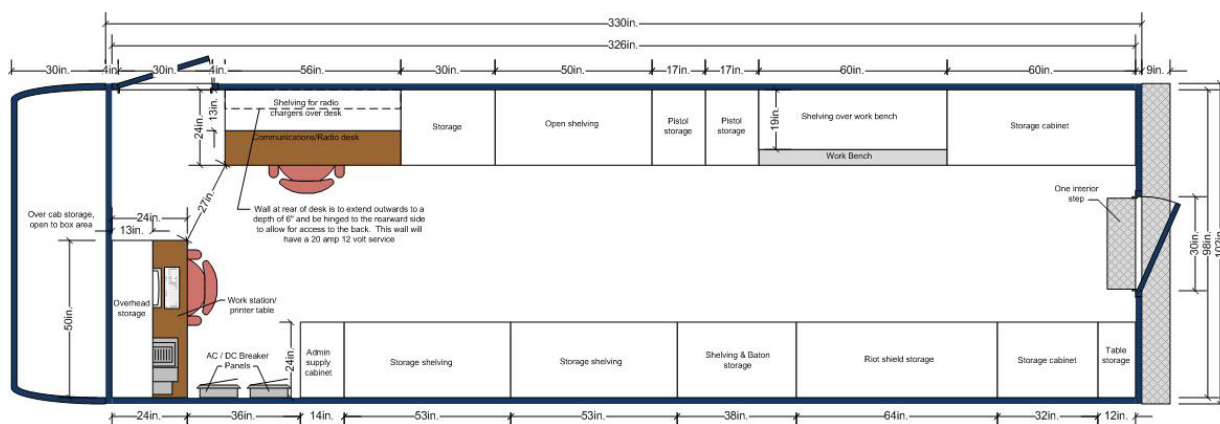 330in.
326in.
30in.
4in.
30in.
4in.
56in.
30in.
50in.
17in.
17in.
60in.
60in.
9in.
Shelving for radio
chargers over desk
13in.
24in.
Communications/Radio desk
Storage
Open shelving
Pistol
storage
Pistol
storage
19in.
Shelving over work bench
Work Bench
Storage cabinet
One interior
step
30in.
98in.
102in.
27in.
Wall at rear of desk is to extend outwards to a
depth of 6" and be hinged to the rearward side
to allow for access to the back. This wall will
have a 20 amp 12 volt service
Over cab storage,
open to box area
24in.
13in.
50in.
Overhead
storage
Work station/
printer table
AC / DC Breaker
Panels
24in.
Admin
supply
cabinet
Storage shelving
Storage shelving
Shelving & Baton
storage
Riot shield storage
Storage cabinet
Table
storage
24in.
36in.
14in.
53in.
53in.
38in.
64in.
32in.
12in.